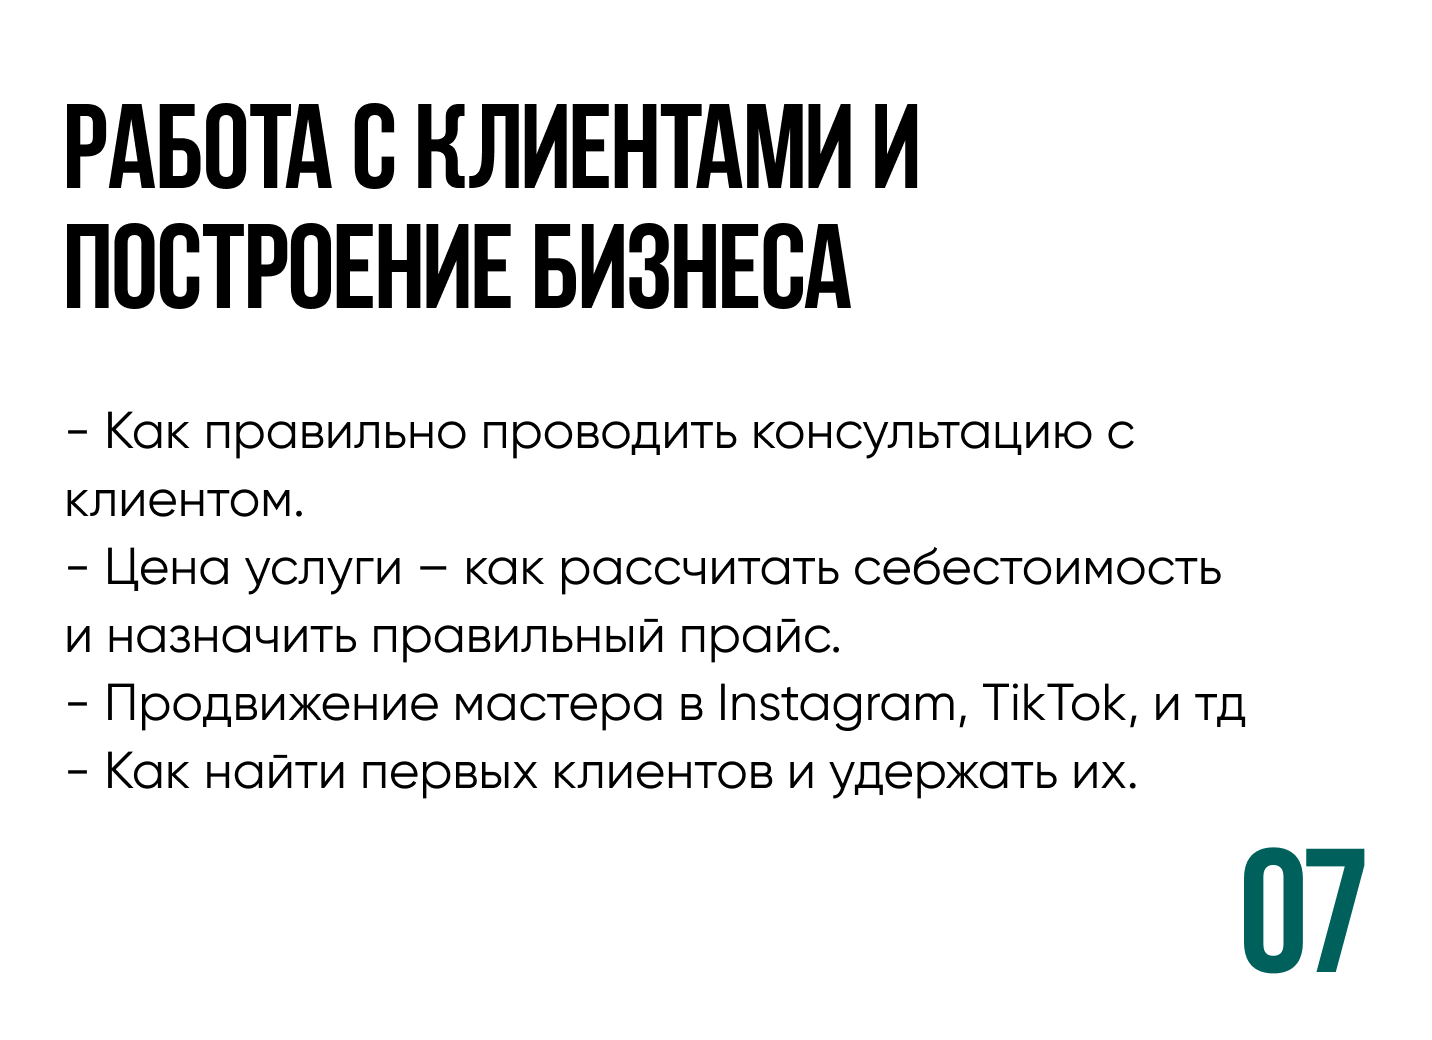 РАБОТА С КЛИЕНТАМИ И
ПОСТРОЕНИЕ БИЗНЕСА
- Как правильно проводить консультацию с
клиентом.
- Цена услуги – как рассчитать себестоимость
и назначить правильный прайс.
- Продвижение мастера в Instagram, TikTok, и тд
- Как найти первых клиентов и удержать их.
07